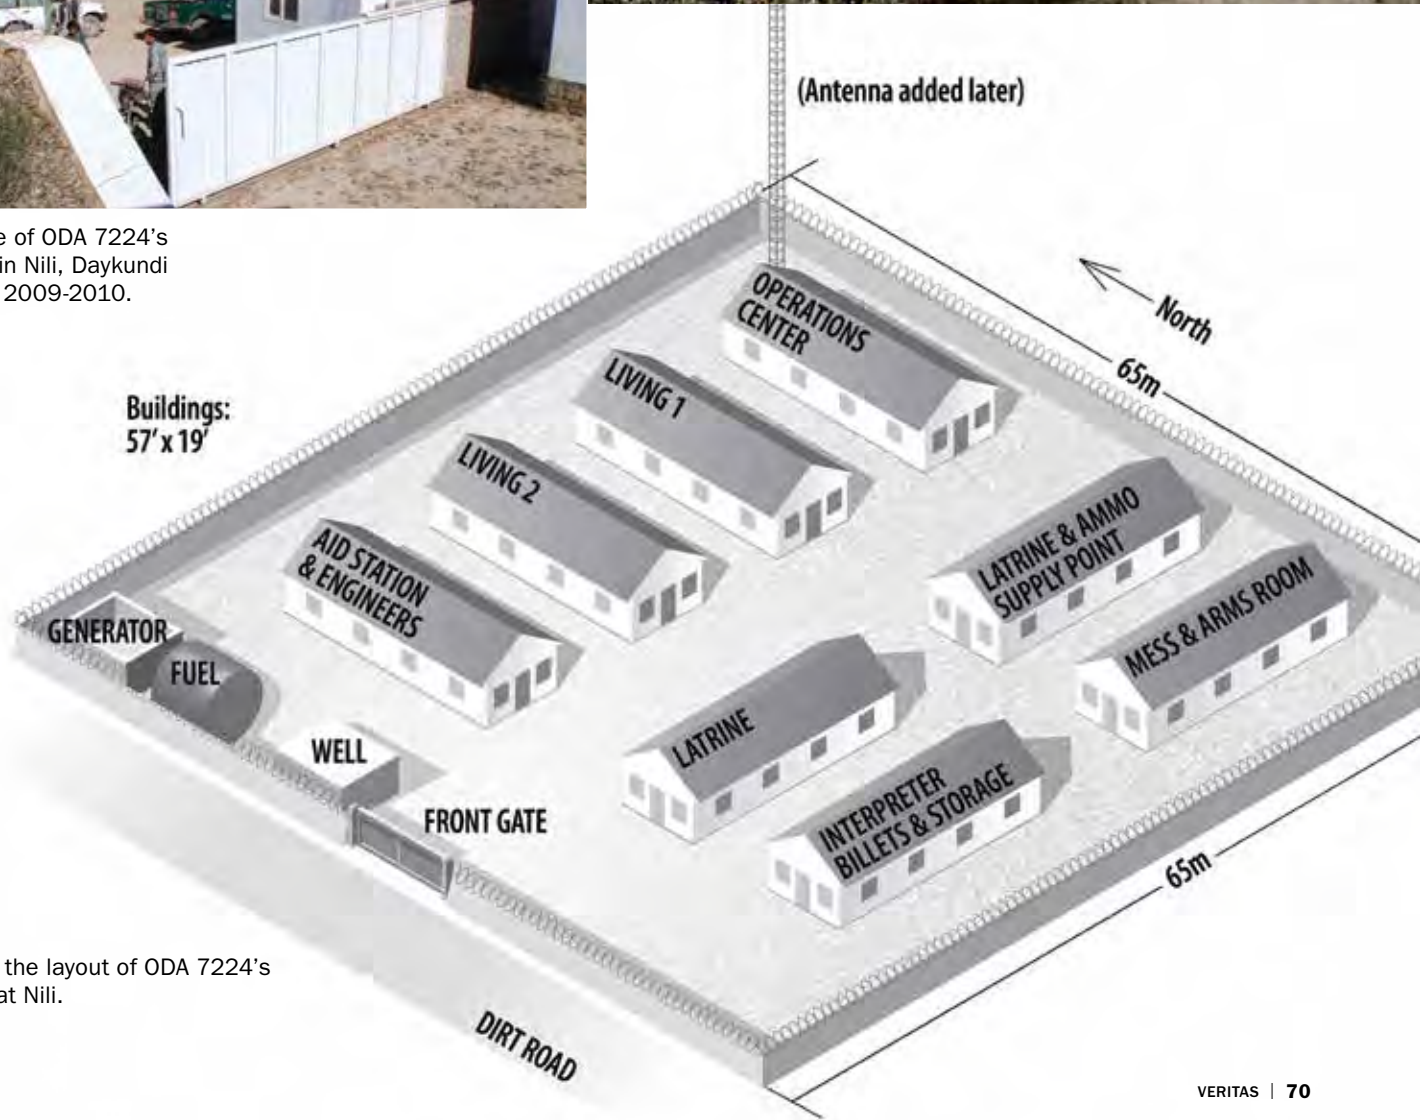 e of ODA 7224's
in Nili, Daykundi
2009-2010.
(Antenna added later)
North
65m
Buildings:
57' x 19'
OPERATIONS
CENTER
LIVING 1
LIVING 2
AID STATION
& ENGINEERS
LATRINE & AMMO
SUPPLY POINT
MESS & ARMS ROOM
GENERATOR
FUEL
WELL
LATRINE
INTERPRETER
BILLETS & STORAGE
FRONT GATE
65m
the layout of ODA 7224's
at Nili.
DIRT ROAD
VERITAS | 70